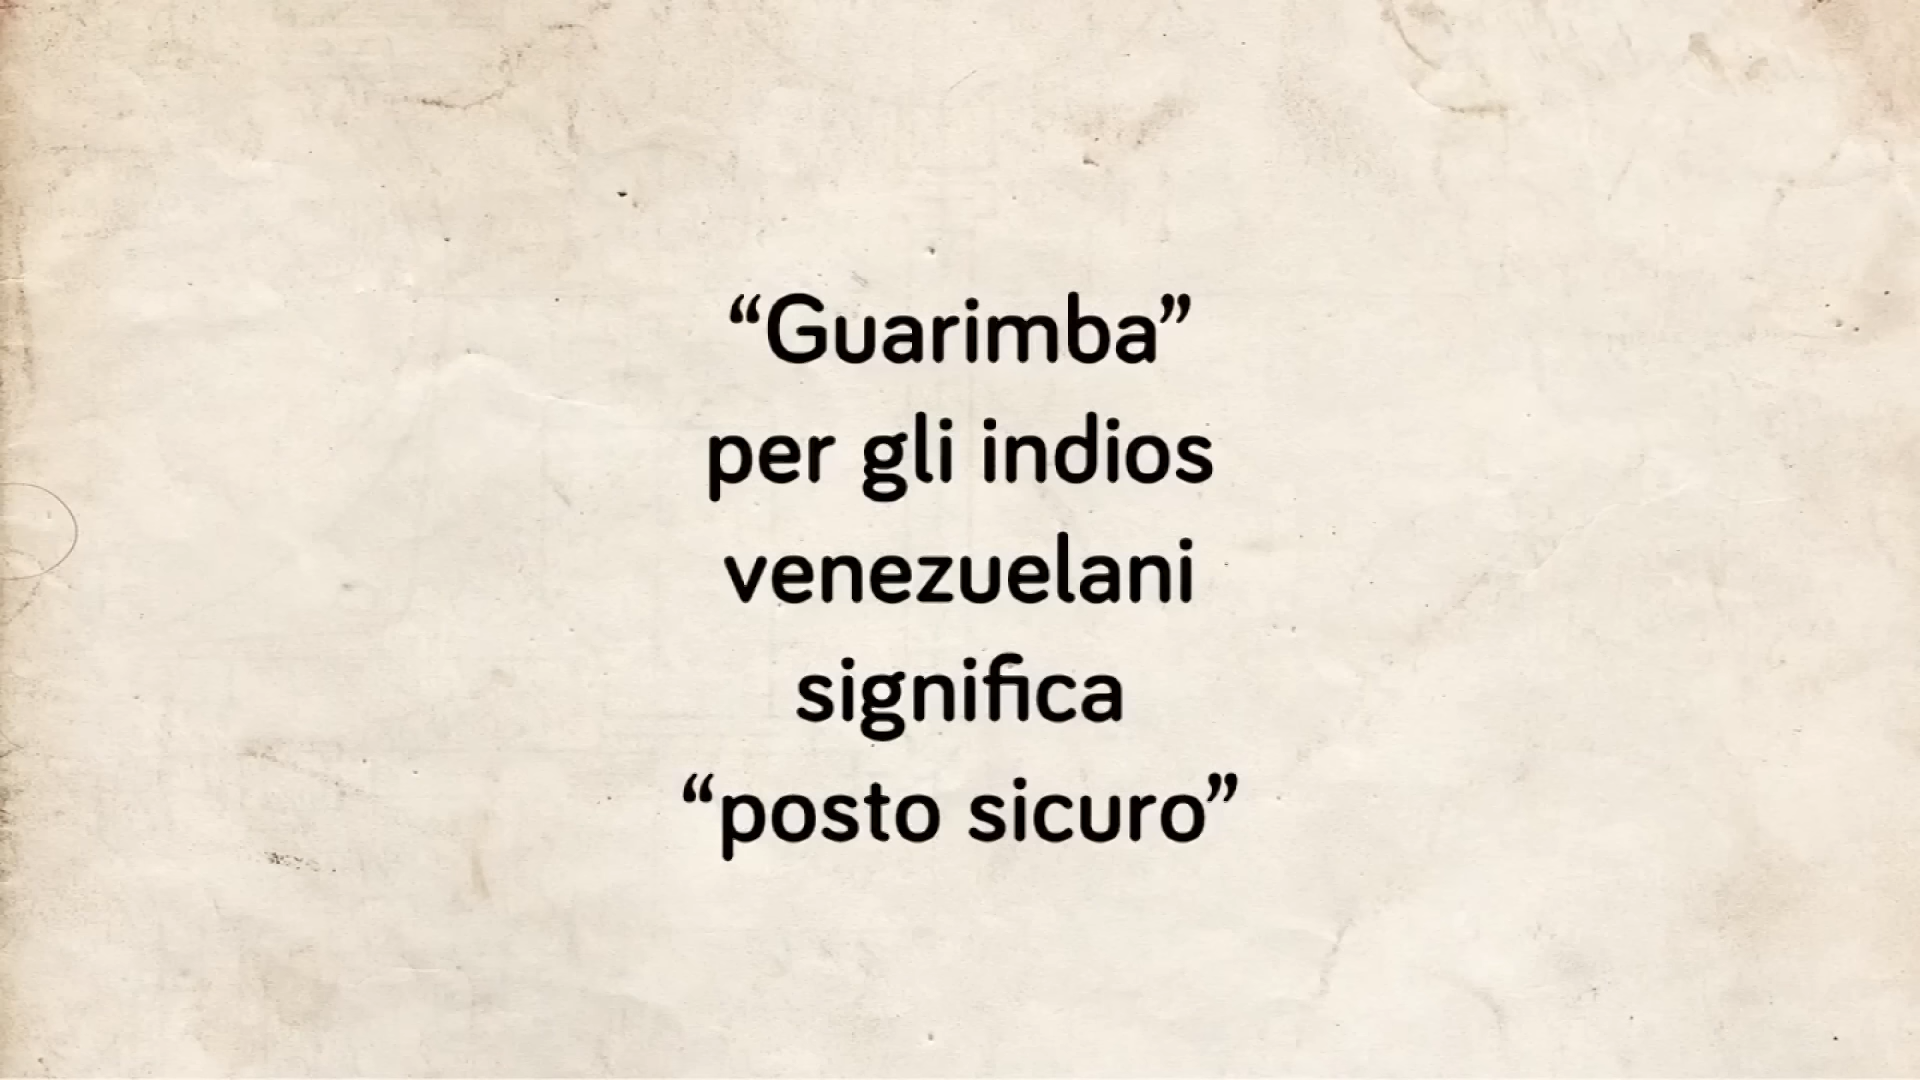 “Guarimba”
per gli indios
venezuelani
significa
“posto sicuro”